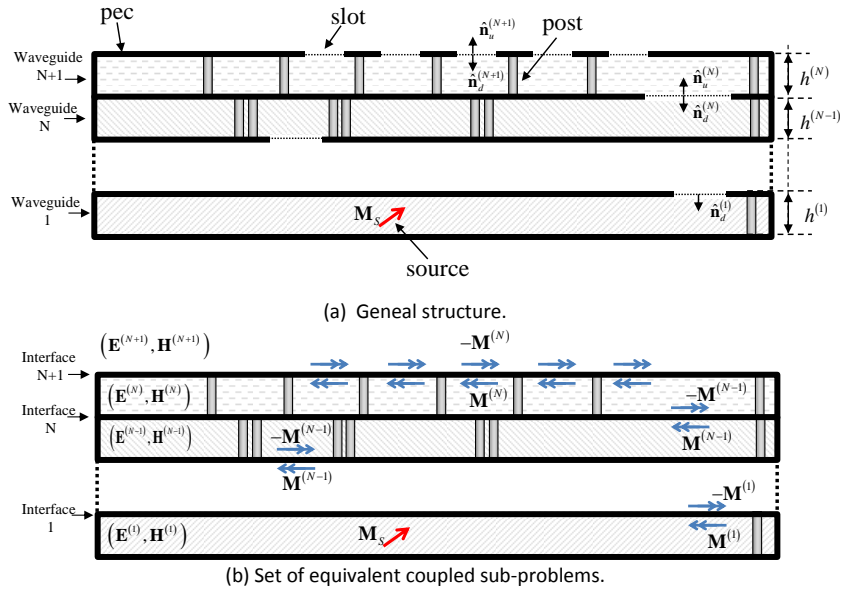 pec
slot
post
source
Waveguide
N+1
Waveguide
N
Waveguide
1
n̂_u^(N+1)
n̂_d^(N+1)
n̂_u^(N)
n̂_d^(N)
n̂_d^(1)
h^(N)
h^(N-1)
h^(1)
M_s
(a) Geneal structure.
Interface
N+1
Interface
N
Interface
1
(E^(N+1), H^(N+1))
(E^(N), H^(N))
(E^(N-1), H^(N-1))
(E^(1), H^(1))
-M^(N)
M^(N)
-M^(N-1)
M^(N-1)
-M^(N-1)
M^(N-1)
-M^(1)
M^(1)
M_s
(b) Set of equivalent coupled sub-problems.